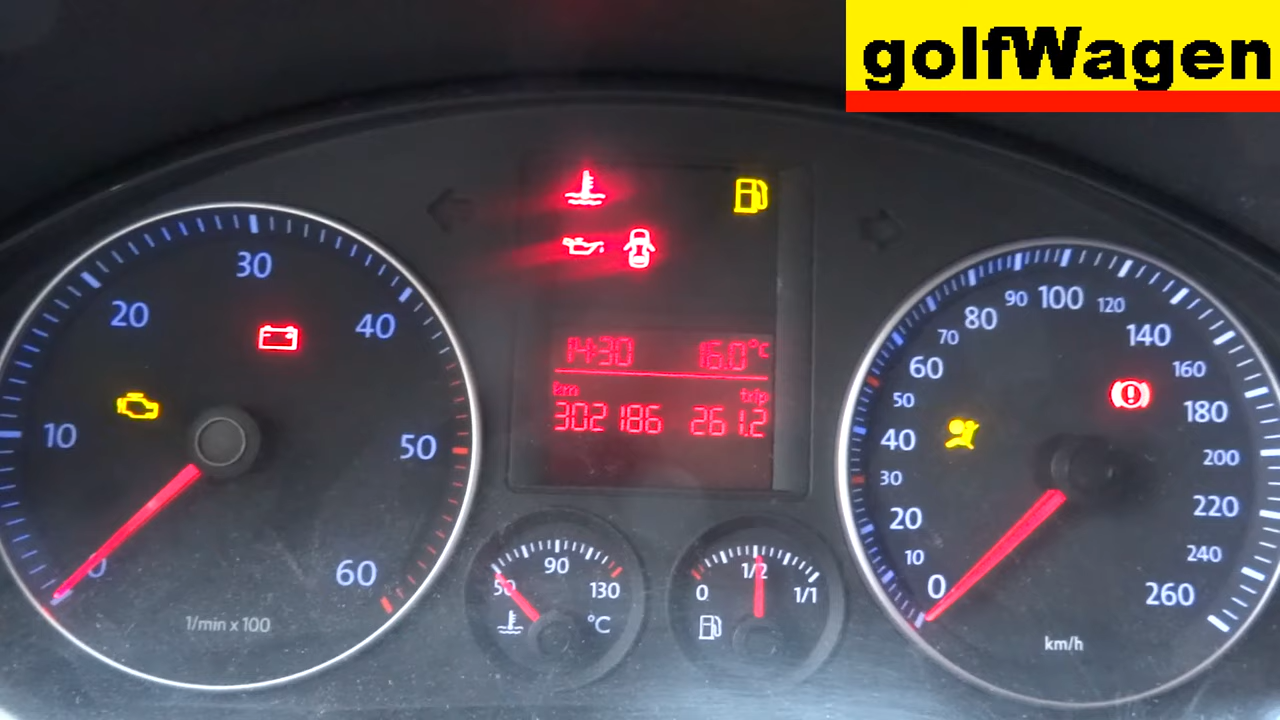 golfWagen
30
20
40
10
50
0
60
1/min x 100
14:30 16.0°C
km trip
302186 261.2
50 90 130
°C
0 1/2 1/1
100
90 120
80 140
70 160
60 180
50 200
40 220
30 240
20 260
10
0
km/h